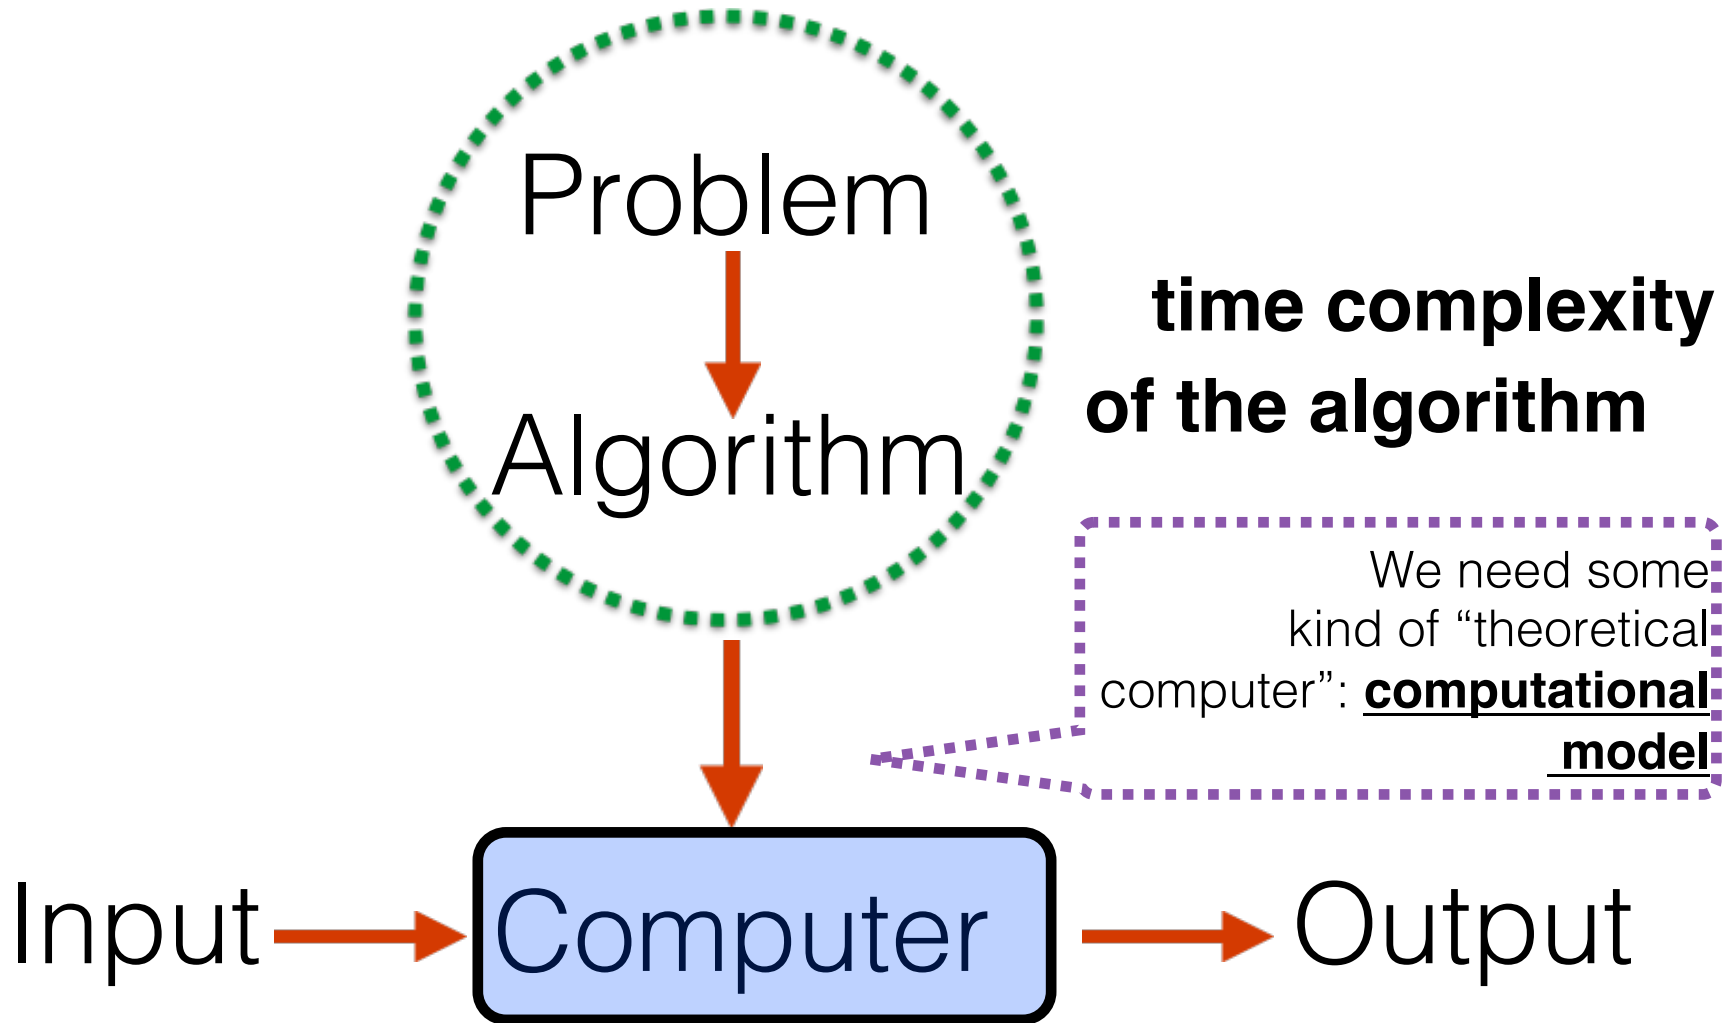 Problem
Algorithm
time complexity
of the algorithm
We need some
kind of “theoretical
computer”: computational
model
Input
Computer
Output